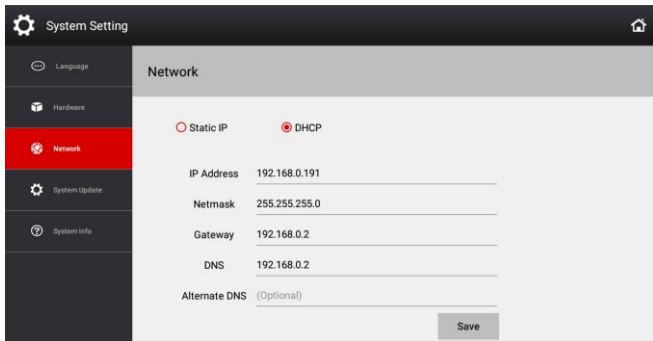 System Setting
Language
Network
Hardware
Static IP DHCP
Network
IP Address 192.168.0.191
System Update
Netmask 255.255.255.0
Gateway 192.168.0.2
System Info
DNS 192.168.0.2
Alternate DNS (Optional)
Save